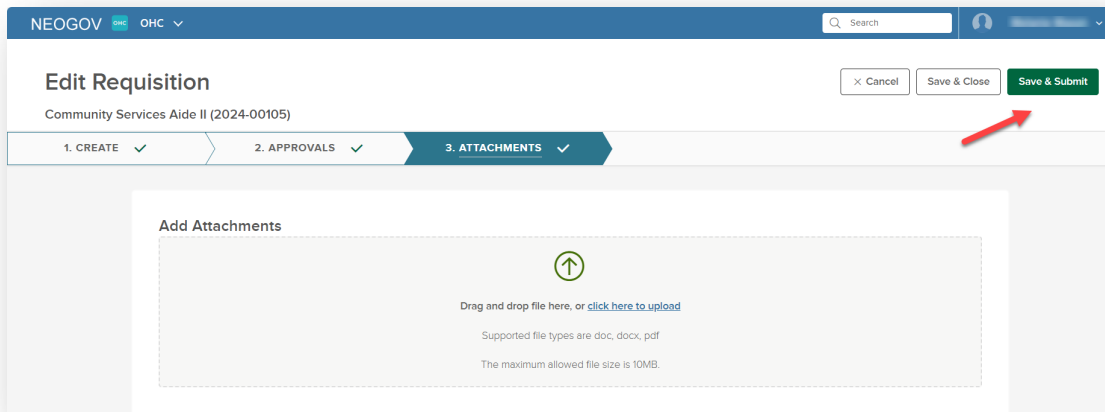 NEOGOV OHC OHC
Search
Edit Requisition
× Cancel Save & Close Save & Submit
Community Services Aide II (2024-00105)
1. CREATE 2. APPROVALS 3. ATTACHMENTS
Add Attachments
Drag and drop file here, or click here to upload
Supported file types are doc, docx, pdf
The maximum allowed file size is 10MB.